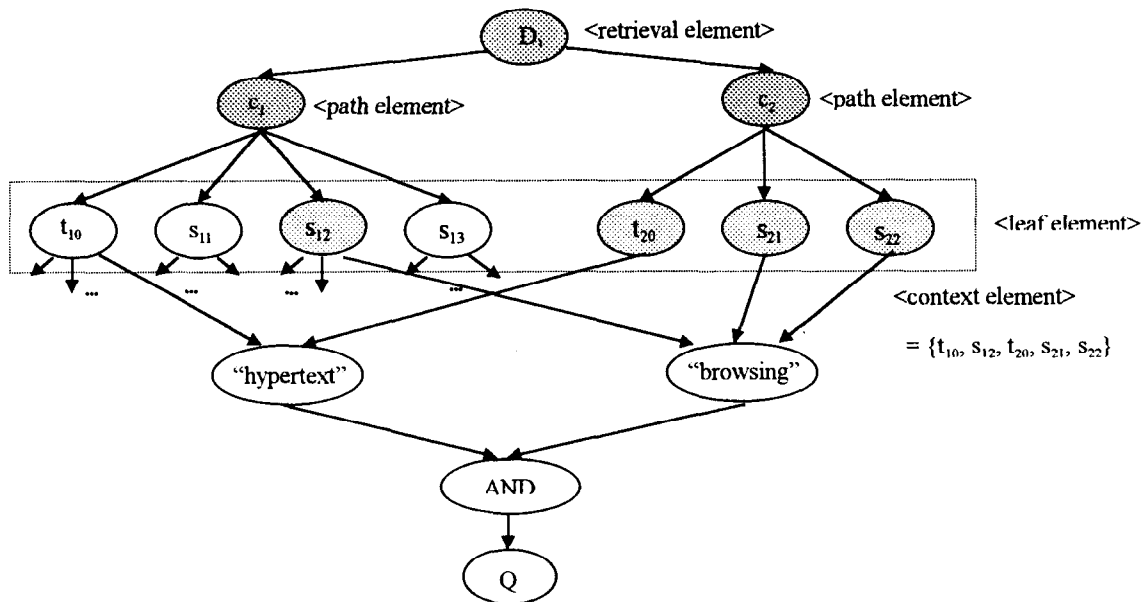 D₁ <retrieval element>
c₁ <path element> c₂ <path element>
t₁₀ s₁₁ s₁₂ s₁₃ t₂₀ s₂₁ s₂₂ <leaf element>
... ... ... ...
<context element>
= {t₁₀, s₁₂, t₂₀, s₂₁, s₂₂}
“hypertext” “browsing”
AND
Q